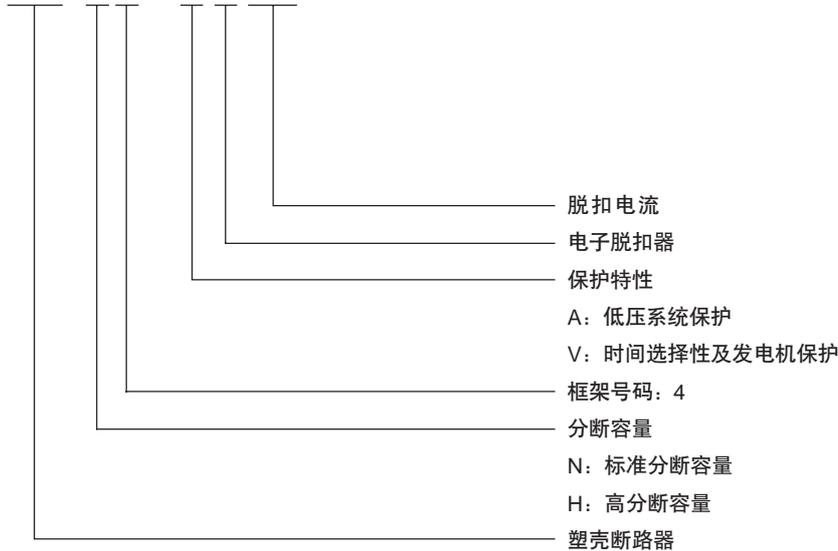 脱扣电流
电子脱扣器
保护特性
A：低压系统保护
V：时间选择性及发电机保护
框架号码：4
分断容量
N：标准分断容量
H：高分断容量
塑壳断路器